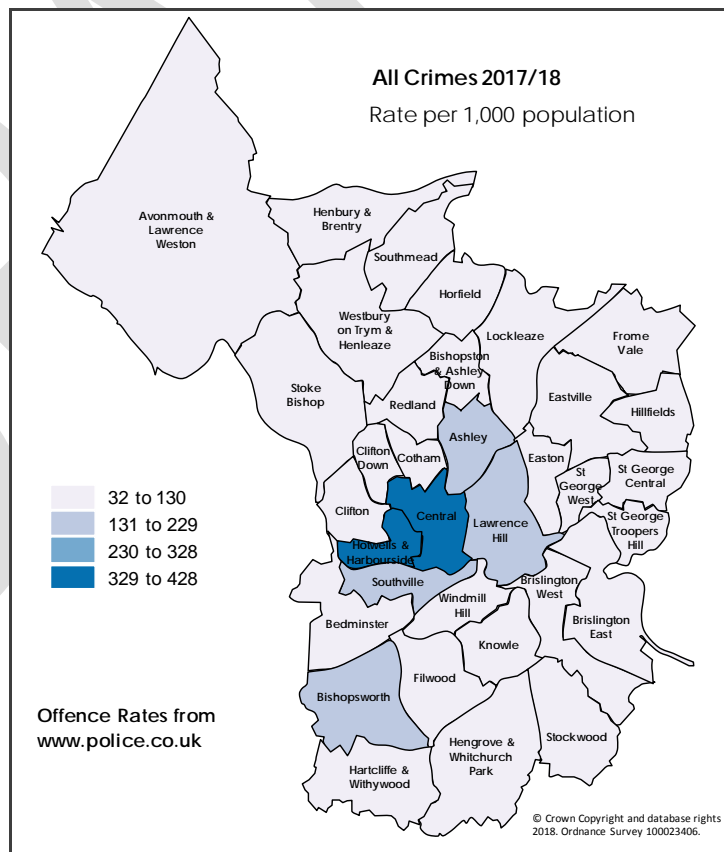 All Crimes 2017/18
Rate per 1,000 population
Avonmouth &
Lawrence
Weston
Henbury &
Brentry
Southmead
Horfield
Westbury
on Trym &
Henleaze
Lockleaze
Frome
Vale
Bishopston
& Ashley
Down
Stoke
Bishop
Eastville
Redland
Hillfields
Ashley
Clifton
Down
Cotham
Easton
St
George
West
St George
Central
Clifton
Central
Lawrence
Hill
St George
Troopers
Hill
Hotwells &
Harbourside
Southville
Brislington
West
Windmill
Hill
Bedminster
Brislington
East
Knowle
Filwood
Bishopsworth
Stockwood
Hengrove &
Whitchurch
Park
Hartcliffe &
Withywood
32 to 130
131 to 229
230 to 328
329 to 428
Offence Rates from
www.police.co.uk
© Crown Copyright and database rights
2018. Ordnance Survey 100023406.